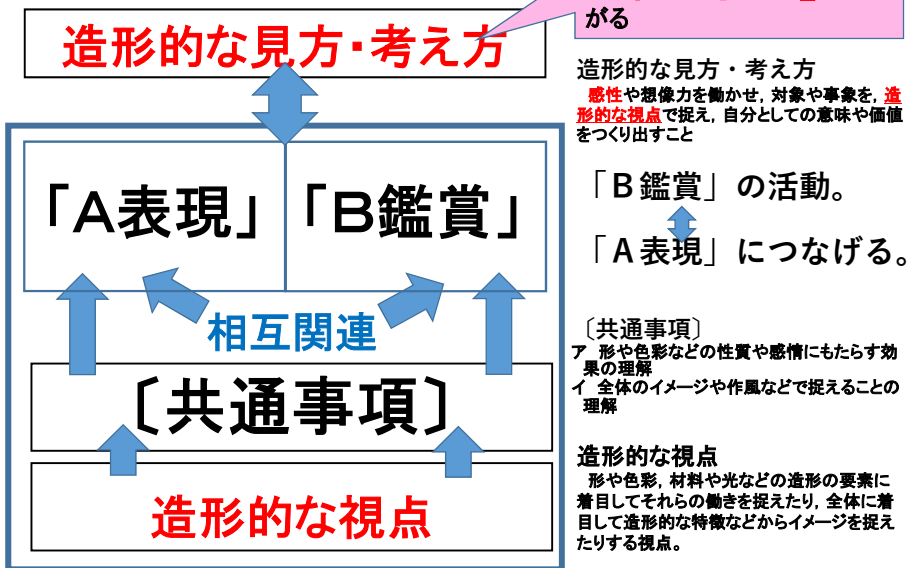 がる
造形的な見方・考え方
「A表現」「B鑑賞」
相互関連
〔共通事項〕
造形的な視点
造形的な見方・考え方
感性や想像力を働かせ，対象や事象を，造
形的な視点で捉え，自分としての意味や価値
をつくり出すこと
「Ｂ鑑賞」の活動。
「Ａ表現」につなげる。
〔共通事項〕
ア　形や色彩などの性質や感情にもたらす効
果の理解
イ　全体のイメージや作風などで捉えることの
理解
造形的な視点
形や色彩，材料や光などの造形の要素に
着目してそれらの働きを捉えたり，全体に着
目して造形的な特徴などからイメージを捉え
たりする視点。